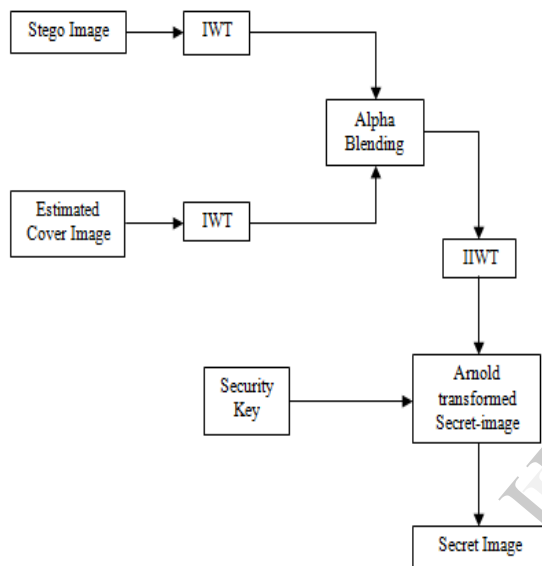 Stego Image
IWT
Alpha
Blending
Estimated
Cover Image
IWT
IIWT
Security
Key
Arnold
transformed
Secret-image
Secret Image